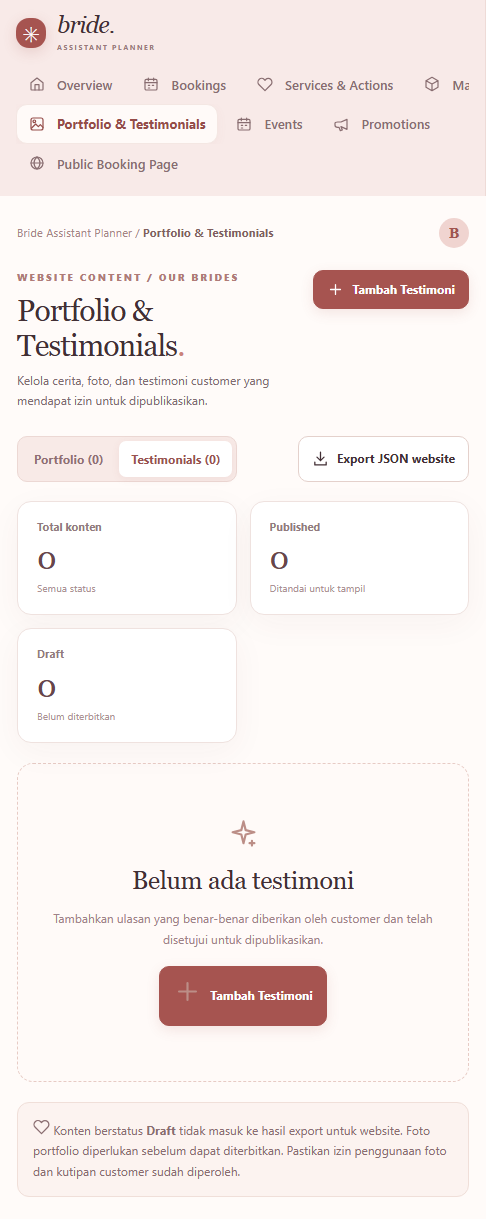 bride.
ASSISTANT PLANNER
Overview
Bookings
Services & Actions
Ma
Portfolio & Testimonials
Events
Promotions
Public Booking Page
Bride Assistant Planner / Portfolio & Testimonials
B
WEBSITE CONTENT / OUR BRIDES
Portfolio &
Testimonials.
Kelola cerita, foto, dan testimoni customer yang
mendapat izin untuk dipublikasikan.
Tambah Testimoni
Portfolio (0)
Testimonials (0)
Export JSON website
Total konten
0
Semua status
Published
0
Ditandai untuk tampil
Draft
0
Belum diterbitkan
Belum ada testimoni
Tambahkan ulasan yang benar-benar diberikan oleh customer dan telah
disetujui untuk dipublikasikan.
Tambah Testimoni
Konten berstatus Draft tidak masuk ke hasil export untuk website. Foto
portfolio diperlukan sebelum dapat diterbitkan. Pastikan izin penggunaan foto
dan kutipan customer sudah diperoleh.